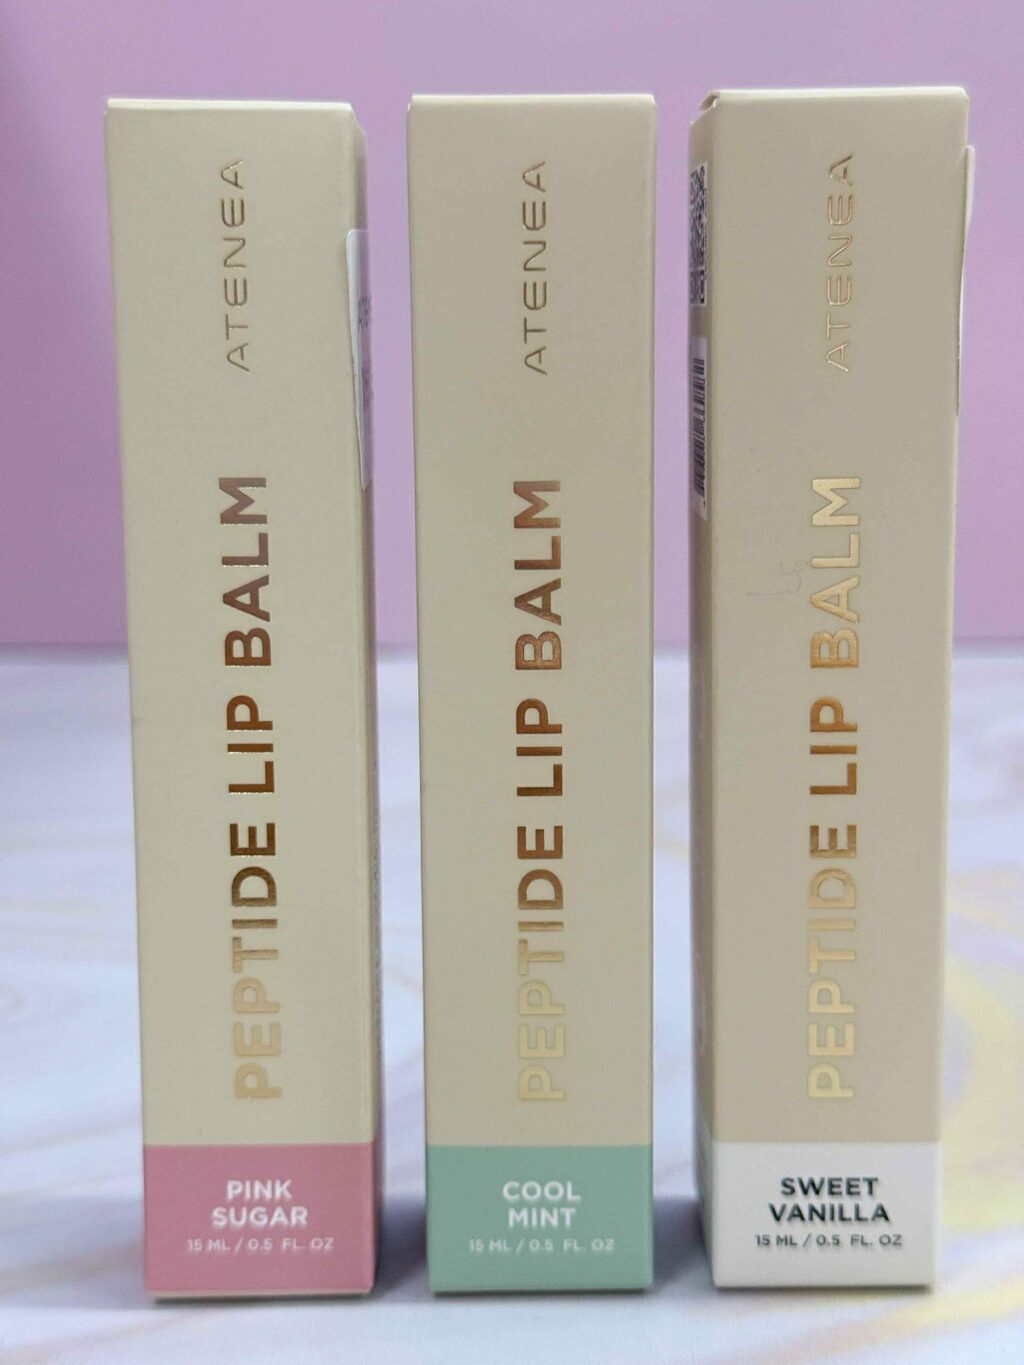 ATENEA
PEPTIDE LIP BALM
PINK
SUGAR
15 ML / 0.5 FL. OZ
ATENEA
PEPTIDE LIP BALM
COOL
MINT
15 ML / 0.5 FL. OZ
ATENEA
PEPTIDE LIP BALM
SWEET
VANILLA
15 ML / 0.5 FL. OZ